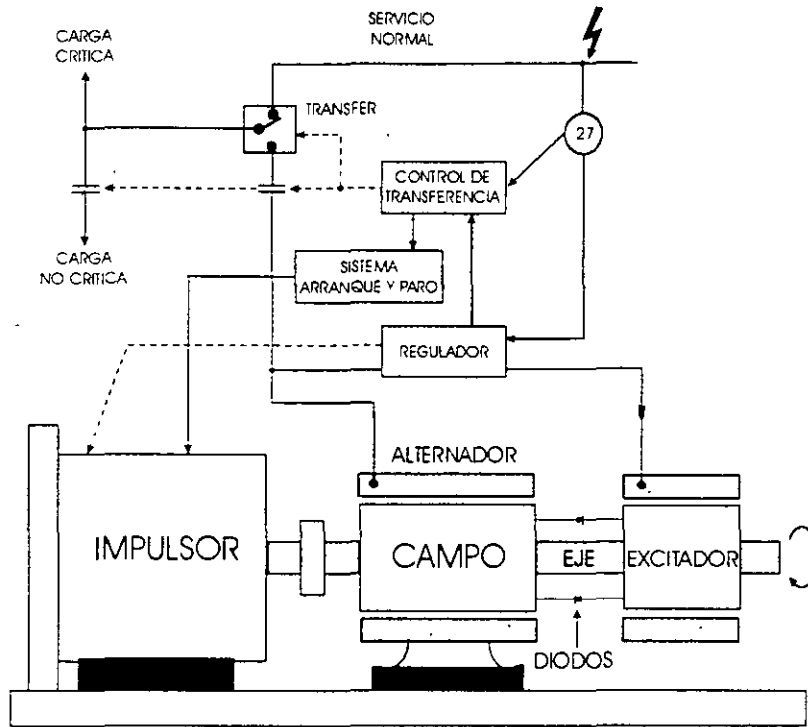 SERVICIO
NORMAL
CARGA
CRITICA
TRANSFER
27
CONTROL DE
TRANSFERENCIA
CARGA
NO CRITICA
SISTEMA
ARRANQUE Y PARO
REGULADOR
ALTERNADOR
IMPULSOR
CAMPO
EJE
EXCITADOR
DIODOS